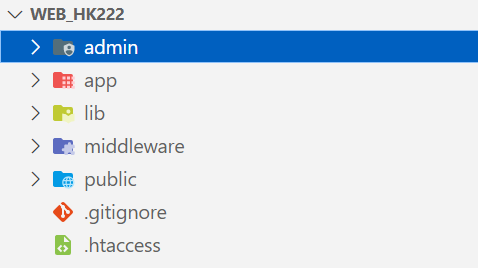 WEB_HK222
admin
app
lib
middleware
public
.gitignore
.htaccess